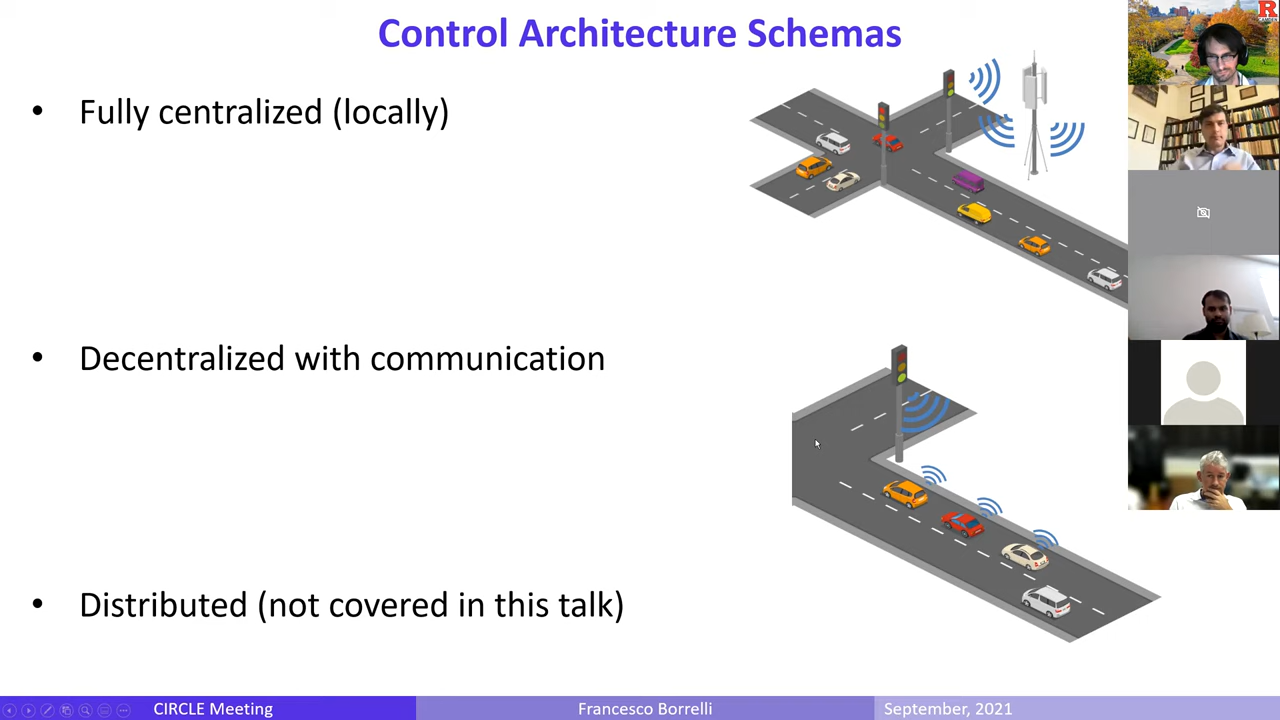 Control Architecture Schemas
R
• Fully centralized (locally)
• Decentralized with communication
• Distributed (not covered in this talk)
CIRCLE Meeting
Francesco Borrelli
September, 2021